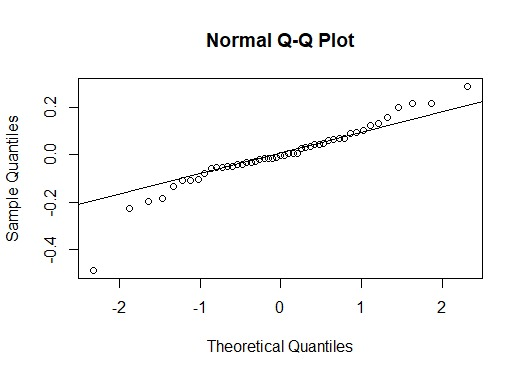 Normal Q-Q Plot
Sample Quantiles
0.2
0.0
-0.2
-0.4
-2 -1 0 1 2
Theoretical Quantiles